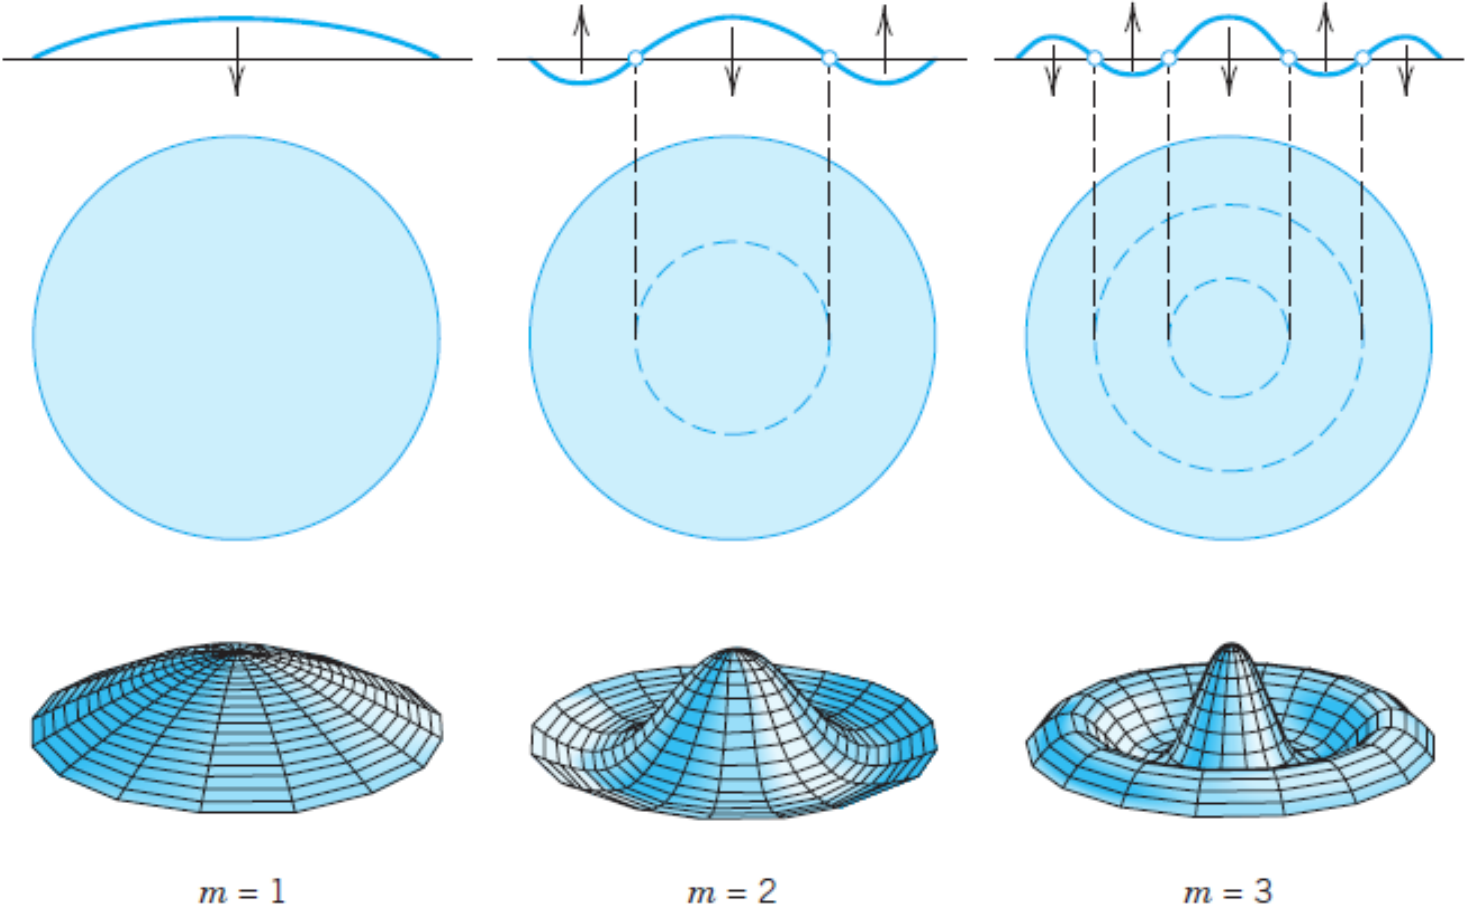 m = 1
m = 2
m = 3